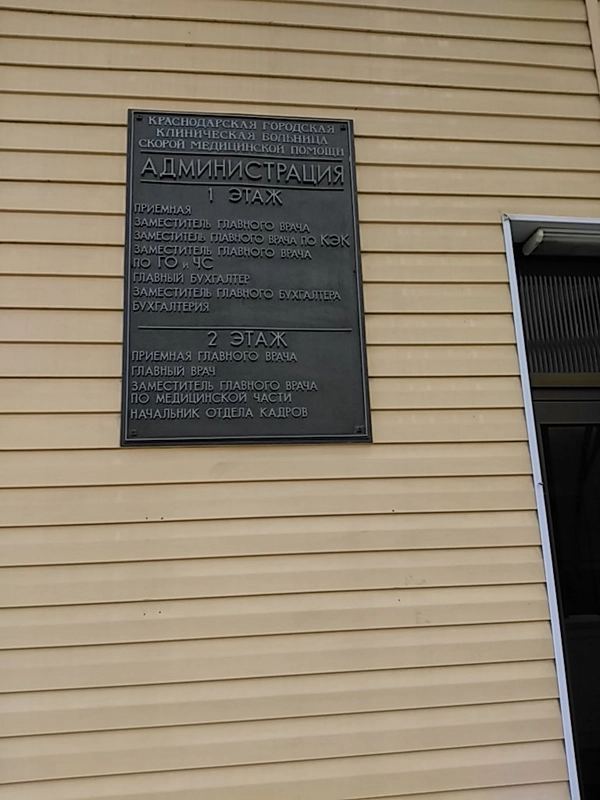 КРАСНОДАРСКАЯ ГОРОДСКАЯ
КЛИНИЧЕСКАЯ БОЛЬНИЦА
СКОРОЙ МЕДИЦИНСКОЙ ПОМОЩИ
АДМИНИСТРАЦИЯ
1 ЭТАЖ
ПРИЕМНАЯ
ЗАМЕСТИТЕЛЬ ГЛАВНОГО ВРАЧА
ЗАМЕСТИТЕЛЬ ГЛАВНОГО ВРАЧА ПО КЭК
ЗАМЕСТИТЕЛЬ ГЛАВНОГО ВРАЧА
ПО ГО и ЧС
ГЛАВНЫЙ БУХГАЛТЕР
ЗАМЕСТИТЕЛЬ ГЛАВНОГО БУХГАЛТЕРА
БУХГАЛТЕРИЯ
2 ЭТАЖ
ПРИЕМНАЯ ГЛАВНОГО ВРАЧА
ГЛАВНЫЙ ВРАЧ
ЗАМЕСТИТЕЛЬ ГЛАВНОГО ВРАЧА
ПО МЕДИЦИНСКОЙ ЧАСТИ
НАЧАЛЬНИК ОТДЕЛА КАДРОВ